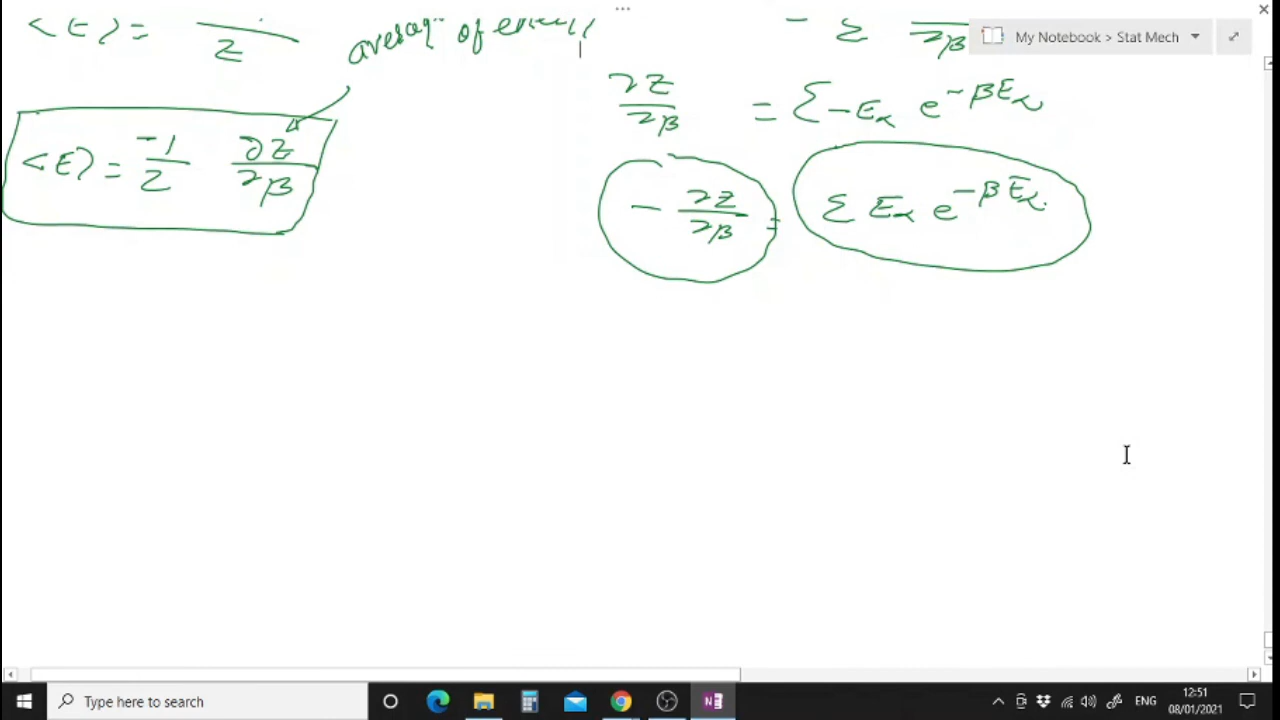 <E> = / Z
average of energy
- Σ ∂/∂β
My Notebook > Stat Mech
∂Z/∂β = Σ -Eα e^-βEα
<E> = -1/Z ∂Z/∂β
- ∂Z/∂β = Σ Eα e^-βEα.
Type here to search
ENG
12:51
08/01/2021